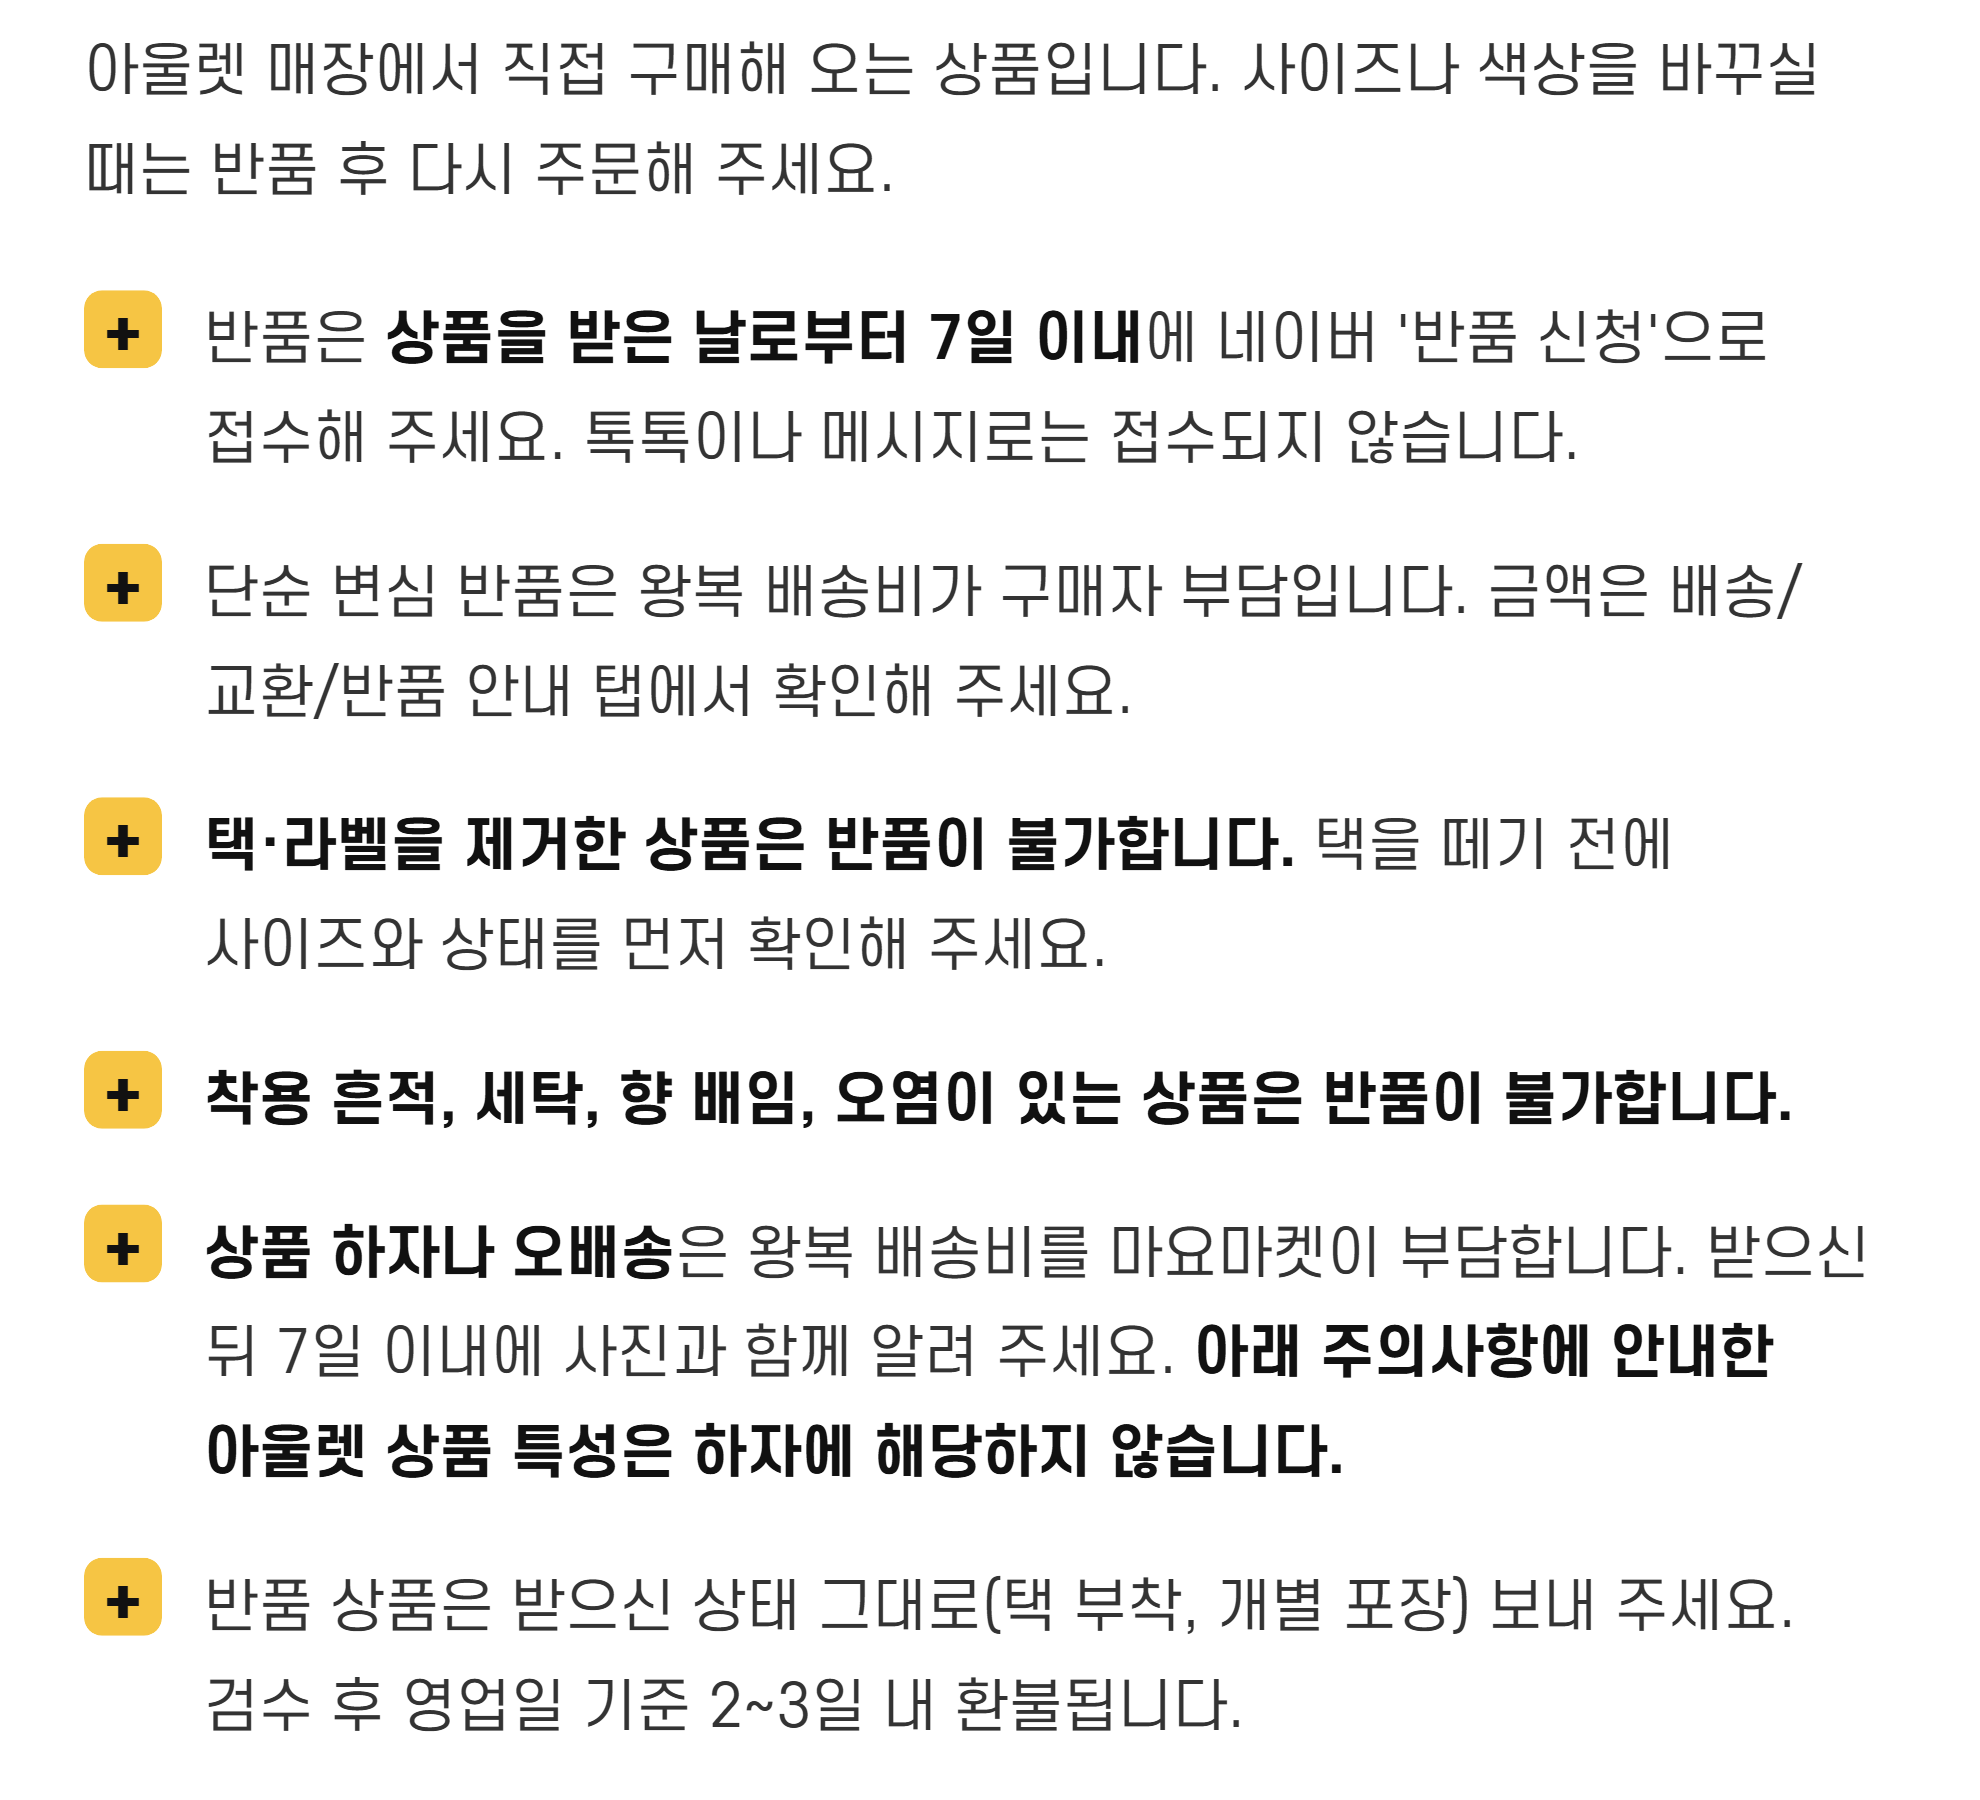 아울렛 매장에서 직접 구매해 오는 상품입니다. 사이즈나 색상을 바꾸실
때는 반품 후 다시 주문해 주세요.
반품은 상품을 받은 날로부터 7일 이내에 네이버 '반품 신청'으로
접수해 주세요. 톡톡이나 메시지로는 접수되지 않습니다.
단순 변심 반품은 왕복 배송비가 구매자 부담입니다. 금액은 배송/
교환/반품 안내 탭에서 확인해 주세요.
택·라벨을 제거한 상품은 반품이 불가합니다. 택을 떼기 전에
사이즈와 상태를 먼저 확인해 주세요.
착용 흔적, 세탁, 향 배임, 오염이 있는 상품은 반품이 불가합니다.
상품 하자나 오배송은 왕복 배송비를 마요마켓이 부담합니다. 받으신
뒤 7일 이내에 사진과 함께 알려 주세요. 아래 주의사항에 안내한
아울렛 상품 특성은 하자에 해당하지 않습니다.
반품 상품은 받으신 상태 그대로(택 부착, 개별 포장) 보내 주세요.
검수 후 영업일 기준 2~3일 내 환불됩니다.